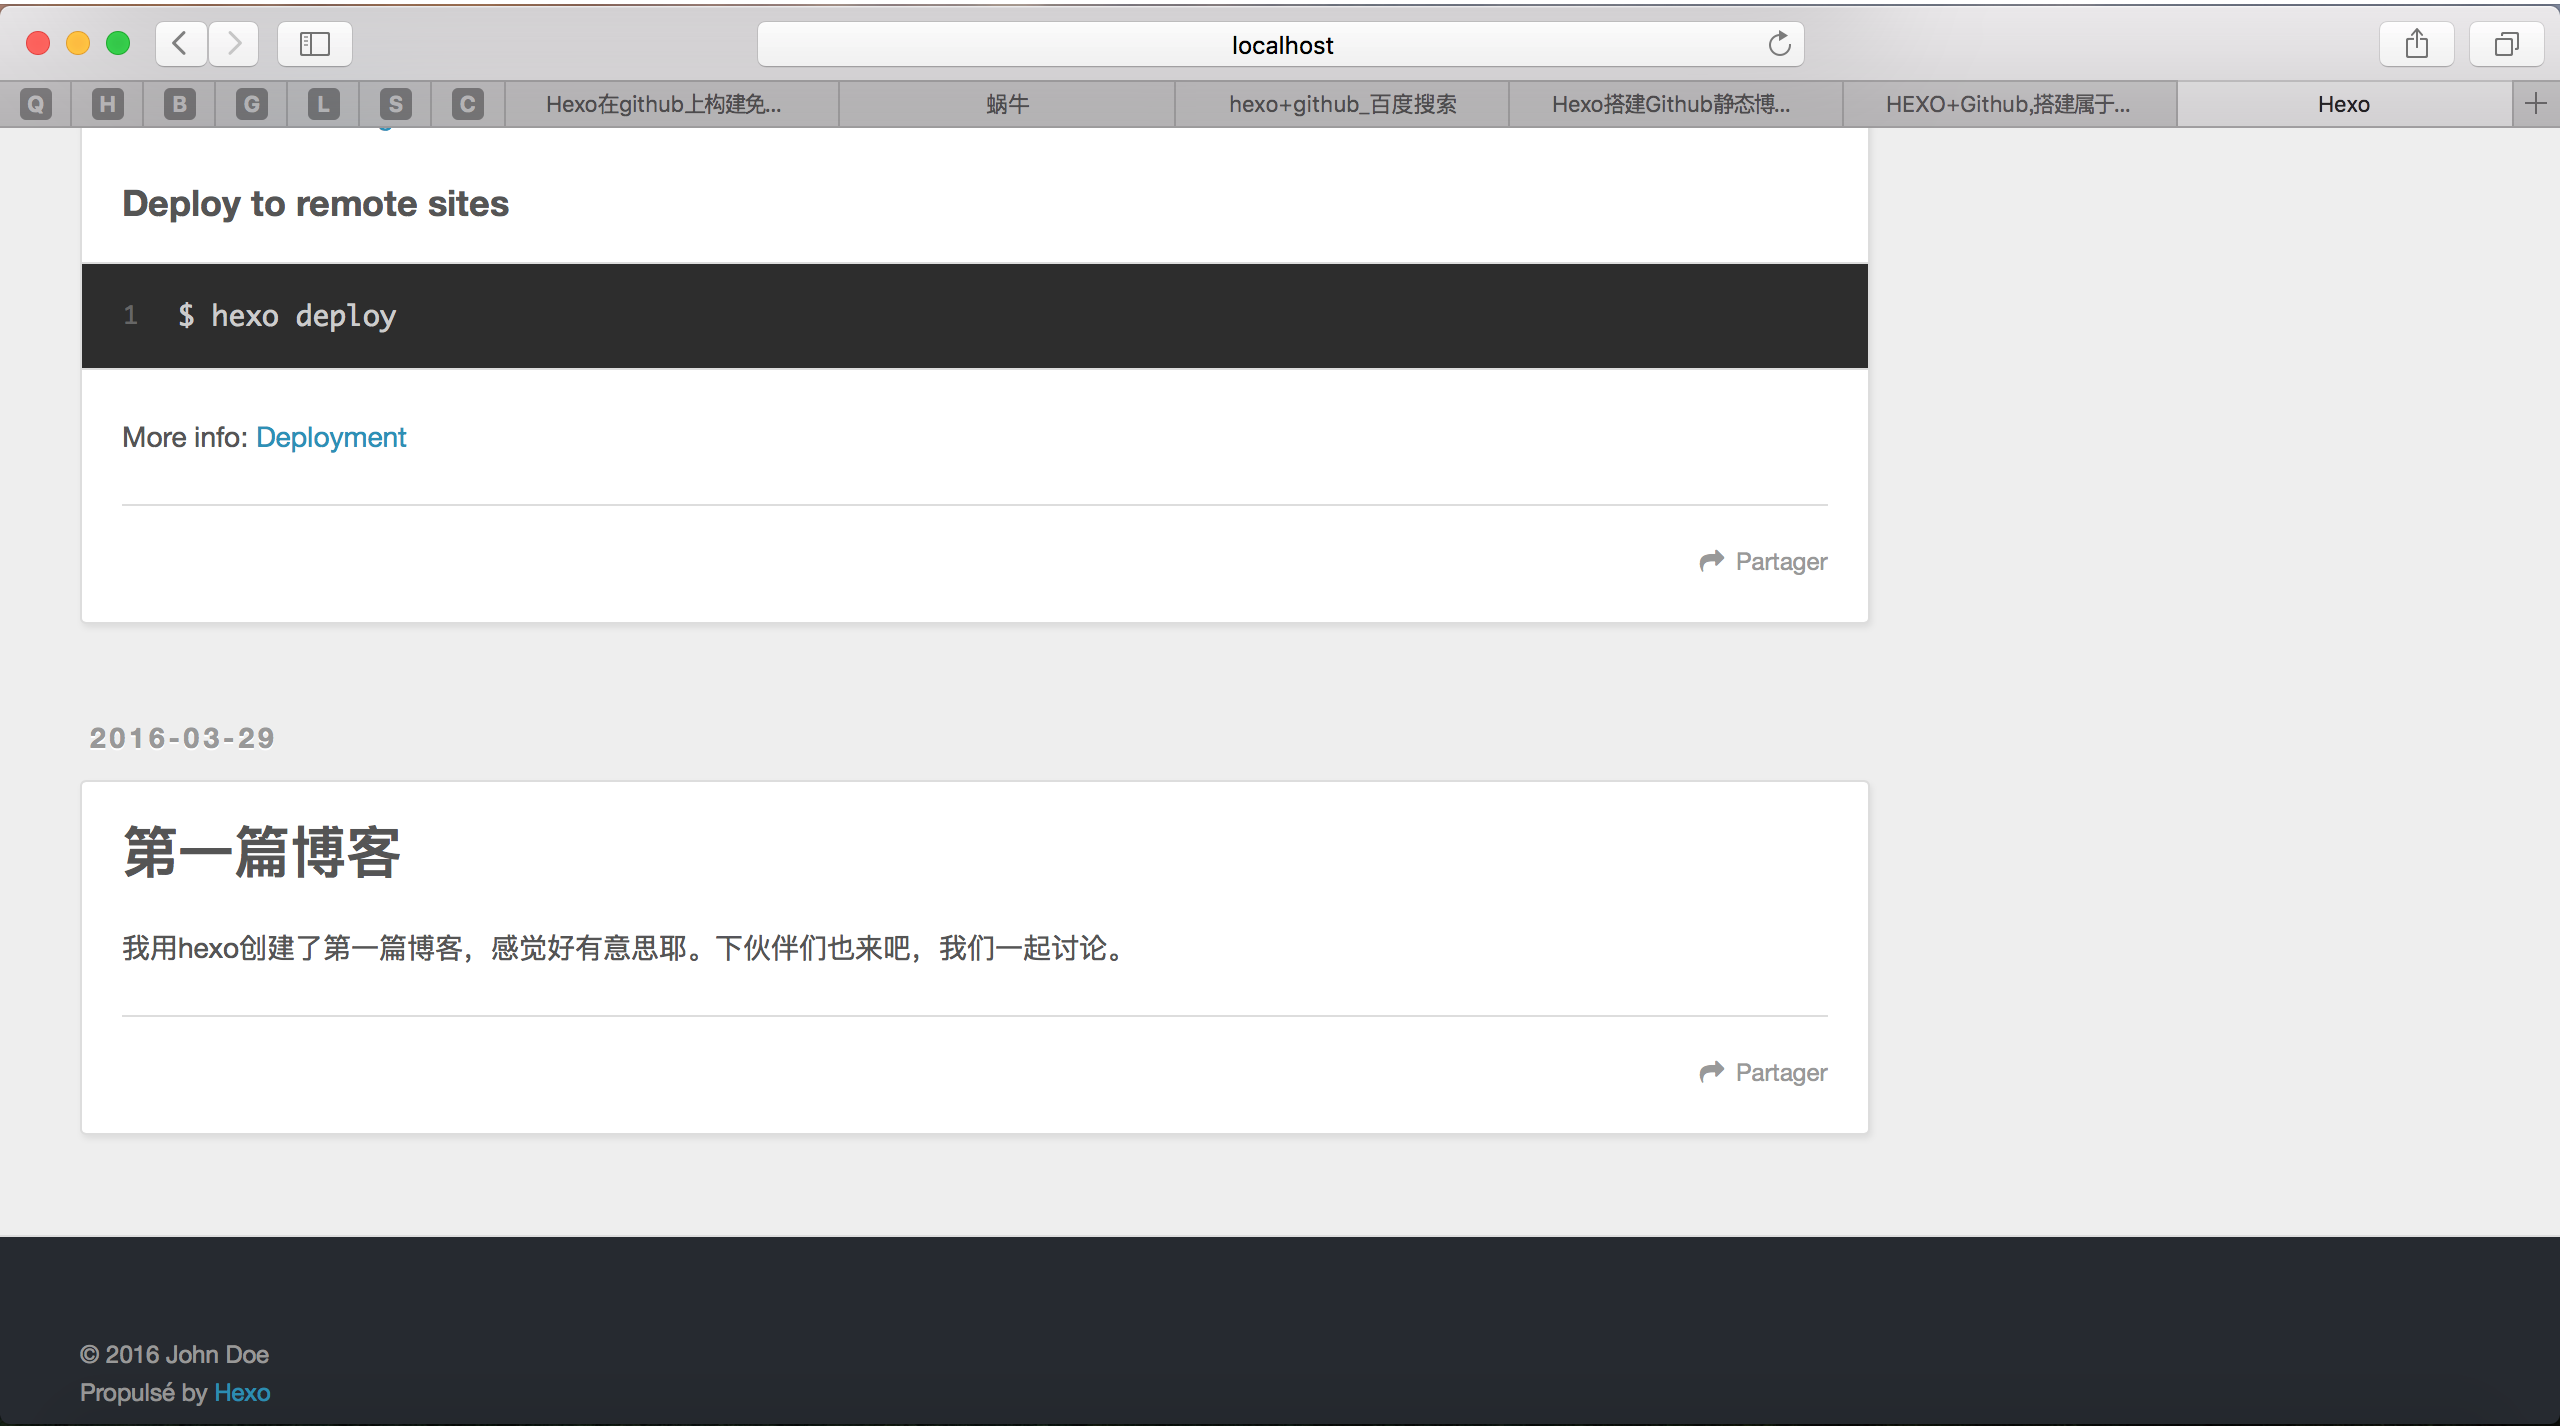 localhost
Q H B G L S C Hexo在github上构建免... 蜗牛 hexo+github_百度搜索 Hexo搭建Github静态博... HEXO+Github,搭建属于... Hexo
Deploy to remote sites
1 $ hexo deploy
More info: Deployment
Partager
2016-03-29
第一篇博客
我用hexo创建了第一篇博客，感觉好有意思耶。下伙伴们也来吧，我们一起讨论。
Partager
© 2016 John Doe
Propulsé by Hexo